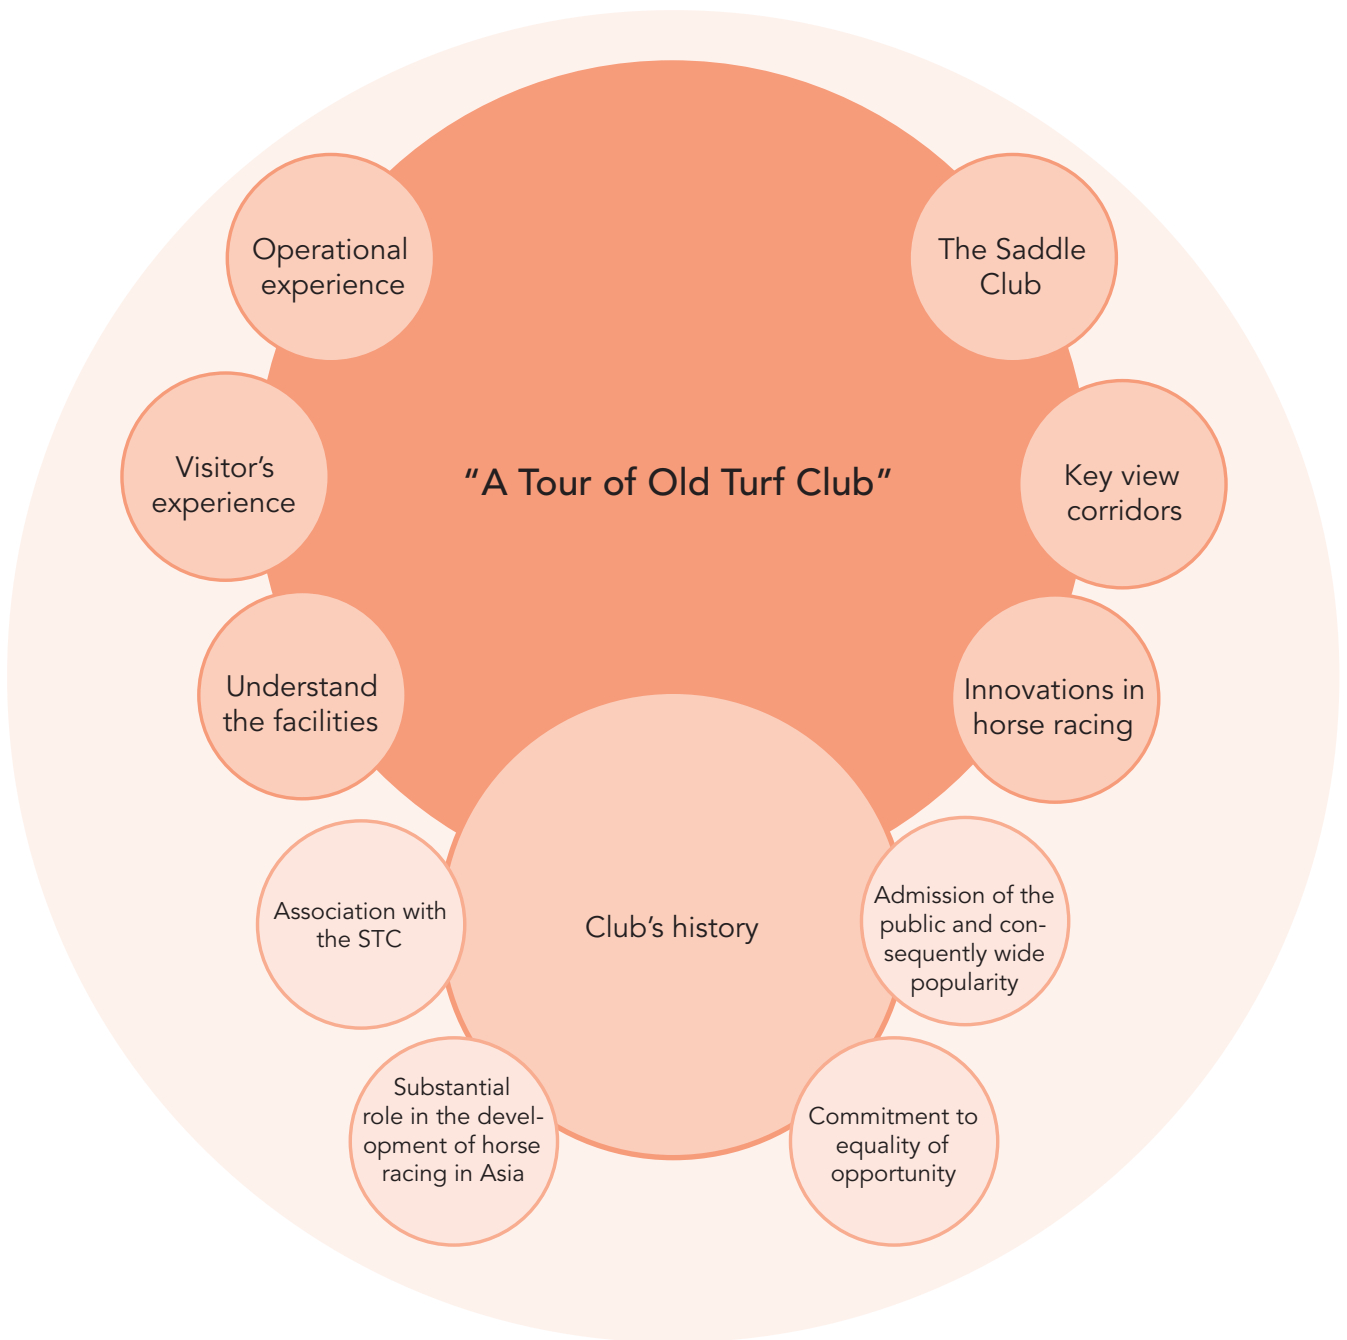 Operational
experience
The Saddle
Club
Visitor’s
experience
“A Tour of Old Turf Club”
Key view
corridors
Understand
the facilities
Innovations in
horse racing
Association with
the STC
Club’s history
Admission of the
public and con-
sequently wide
popularity
Substantial
role in the devel-
opment of horse
racing in Asia
Commitment to
equality of
opportunity